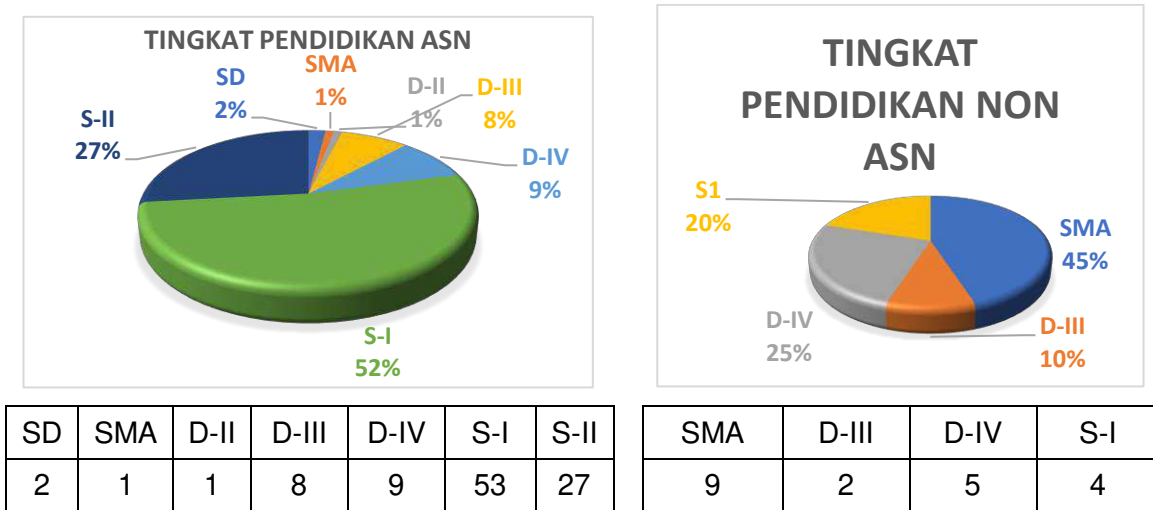 TINGKAT PENDIDIKAN ASN
SD
2%
SMA
1%
D-II
1%
D-III
8%
D-IV
9%
S-I
52%
S-II
27%
SD SMA D-II D-III D-IV S-I S-II
2 1 1 8 9 53 27
TINGKAT
PENDIDIKAN NON
ASN
S1
20%
SMA
45%
D-IV
25%
D-III
10%
SMA D-III D-IV S-I
9 2 5 4